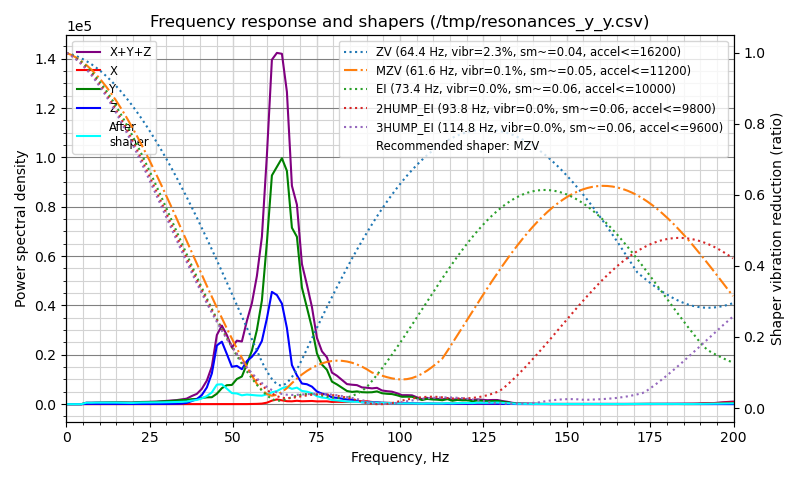 Frequency response and shapers (/tmp/resonances_y_y.csv)
1e5
X+Y+Z
X
Y
Z
After
shaper
ZV (64.4 Hz, vibr=2.3%, sm~=0.04, accel<=16200)
MZV (61.6 Hz, vibr=0.1%, sm~=0.05, accel<=11200)
EI (73.4 Hz, vibr=0.0%, sm~=0.06, accel<=10000)
2HUMP_EI (93.8 Hz, vibr=0.0%, sm~=0.06, accel<=9800)
3HUMP_EI (114.8 Hz, vibr=0.0%, sm~=0.06, accel<=9600)
Recommended shaper: MZV
Power spectral density
1.4
1.2
1.0
0.8
0.6
0.4
0.2
0.0
Shaper vibration reduction (ratio)
1.0
0.8
0.6
0.4
0.2
0.0
0 25 50 75 100 125 150 175 200
Frequency, Hz